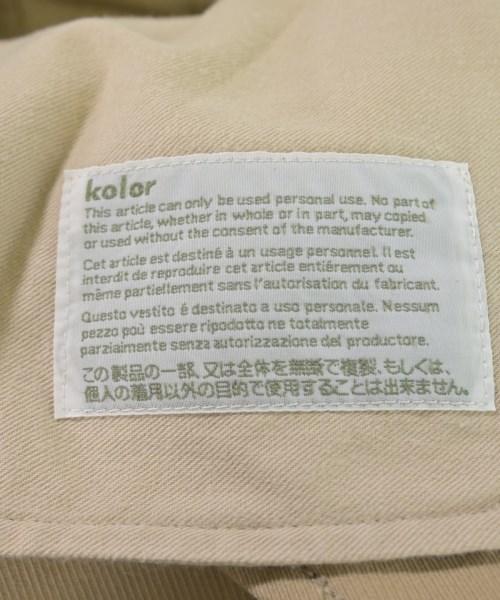 kolor
This article can only be used personal use. No part of
this article, whether in whole or in part, may copied
or used without the consent of the manufacturer.
Cet article est destiné à un usage personnel. Il est
interdit de reproduire cet article entiérement ou
même partiellement sans l'autorisation du fabricant.
Questo vestito é destinato a uso personale. Nessum
pezzo poù essere ripodotto ne totalmente
parziaimente senza autorizzazione del productore.
この製品の一部、又は全体を無断で複製、もしくは、
個人の着用以外の目的で使用することは出来ません。